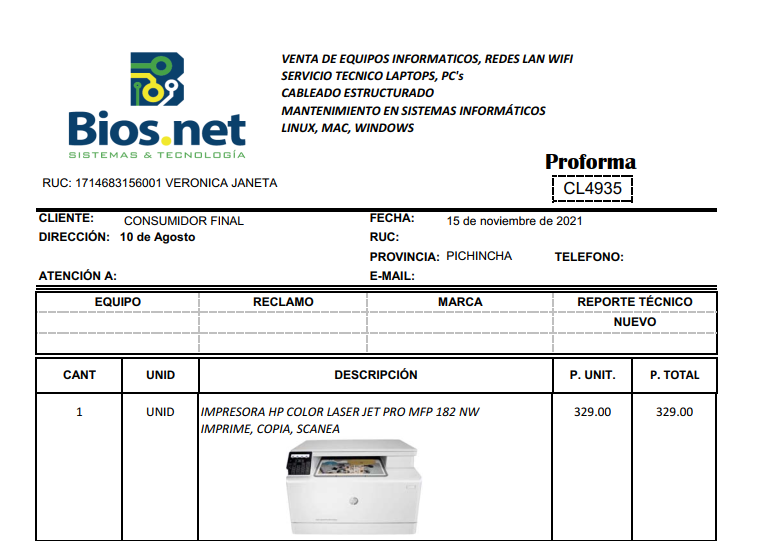 VENTA DE EQUIPOS INFORMATICOS, REDES LAN WIFI
SERVICIO TECNICO LAPTOPS, PC's
CABLEADO ESTRUCTURADO
MANTENIMIENTO EN SISTEMAS INFORMÁTICOS
LINUX, MAC, WINDOWS
Bios.net
SISTEMAS & TECNOLOGÍA
Proforma
RUC: 1714683156001 VERONICA JANETA
CL4935
CLIENTE: CONSUMIDOR FINAL FECHA: 15 de noviembre de 2021
DIRECCIÓN: 10 de Agosto RUC:
PROVINCIA: PICHINCHA TELEFONO:
ATENCIÓN A: E-MAIL:
EQUIPO RECLAMO MARCA REPORTE TÉCNICO
NUEVO
CANT UNID DESCRIPCIÓN P. UNIT. P. TOTAL
1 UNID IMPRESORA HP COLOR LASER JET PRO MFP 182 NW 329.00 329.00
IMPRIME, COPIA, SCANEA